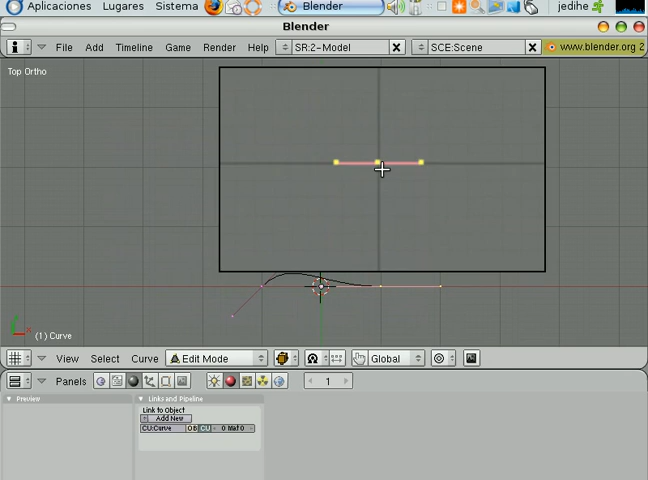 Aplicaciones Lugares Sistema Blender jedihe
Blender
File Add Timeline Game Render Help SR:2-Model SCE:Scene www.blender.org 2
Top Ortho
(1) Curve
View Select Curve Edit Mode Global
Panels 1
Preview Links and Pipeline
Link to Object
Add New
CU:Curve OB CU 0 Mat 0